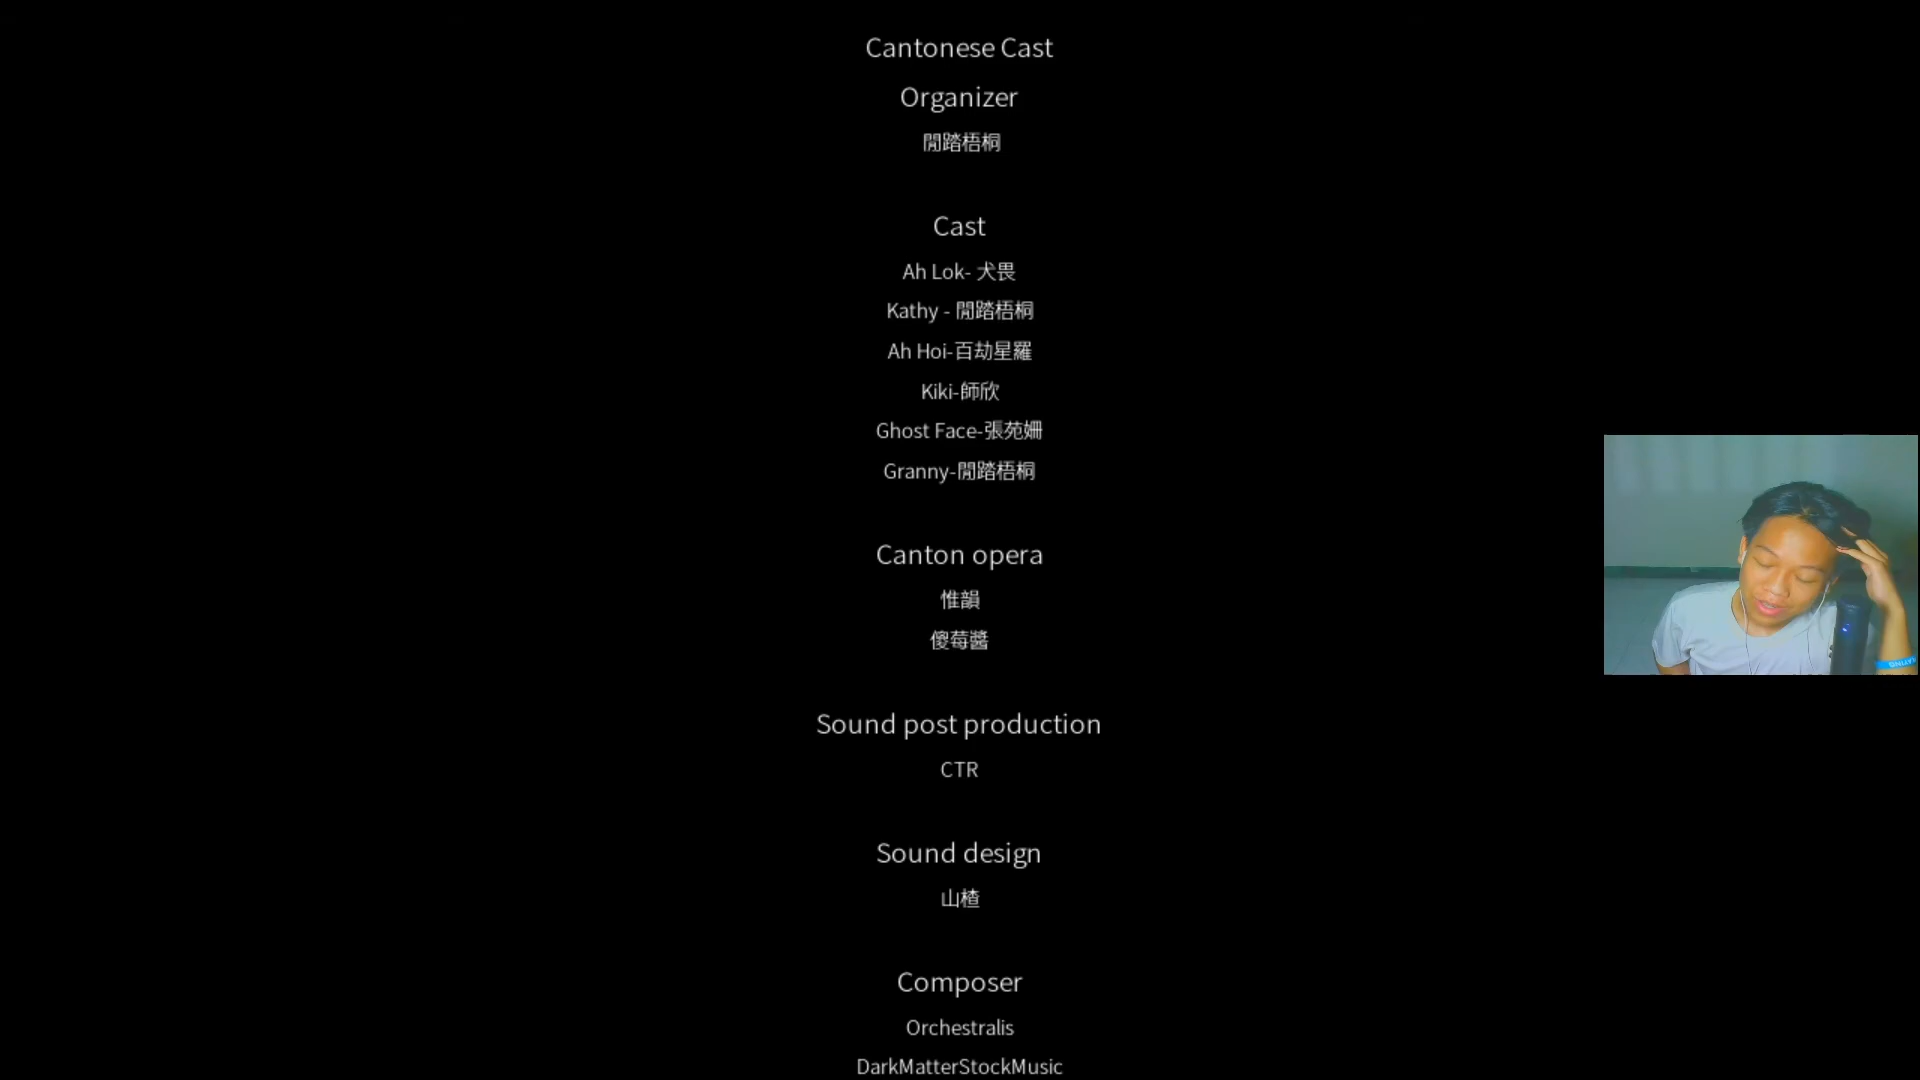 Cantonese Cast
Organizer
閒踏梧桐
Cast
Ah Lok- 犬畏
Kathy - 閒踏梧桐
Ah Hoi-百劫星羅
Kiki-師欣
Ghost Face-張苑姍
Granny-閒踏梧桐
Canton opera
惟韻
傻莓醬
Sound post production
CTR
Sound design
山楂
Composer
Orchestralis
DarkMatterStockMusic